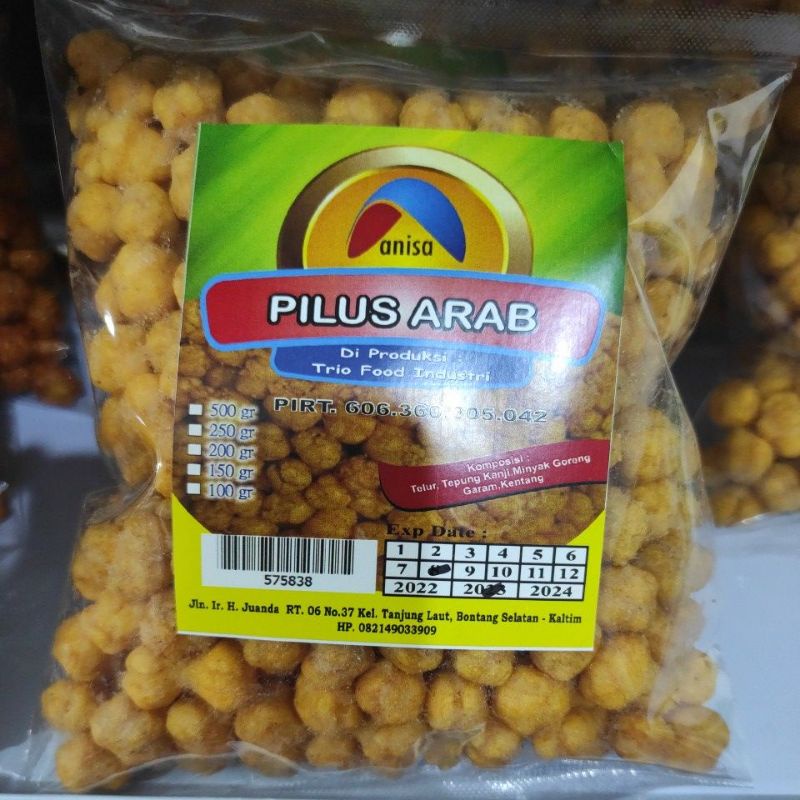 anisa
PILUS ARAB
Di Produksi :
Trio Food Industri
PIRT. 606.360.305.042
500 gr
250 gr
200 gr
150 gr
100 gr
Komposisi :
Telur, Tepung Kanji, Minyak Goreng
Garam, Kentang
Exp Date :
1 2 3 4 5 6
7 9 10 11 12
2022 2023 2024
575838
Jln. Ir. H. Juanda RT. 06 No.37 Kel. Tanjung Laut, Bontang Selatan - Kaltim
HP. 082149033909